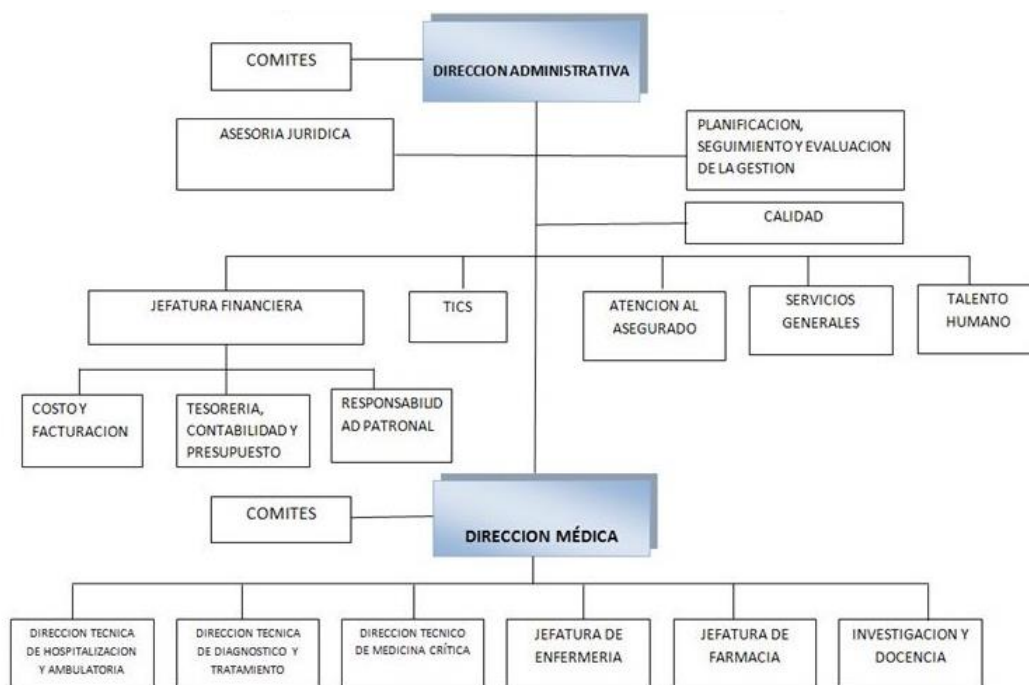 COMITES
DIRECCION ADMINISTRATIVA
ASESORIA JURIDICA
PLANIFICACION,
SEGUIMIENTO Y EVALUACION
DE LA GESTION
CALIDAD
JEFATURA FINANCIERA
TICS
ATENCION AL
ASEGURADO
SERVICIOS
GENERALES
TALENTO
HUMANO
COSTO Y
FACTURACION
TESORERIA,
CONTABILIDAD Y
PRESUPUESTO
RESPONSABILID
AD PATRONAL
COMITES
DIRECCION MÉDICA
DIRECCION TECNICA
DE HOSPITALIZACION
Y AMBULATORIA
DIRECCION TECNICA
DE DIAGNOSTICO Y
TRATAMIENTO
DIRECCION TECNICO
DE MEDICINA CRÍTICA
JEFATURA DE
ENFERMERIA
JEFATURA DE
FARMACIA
INVESTIGACION Y
DOCENCIA